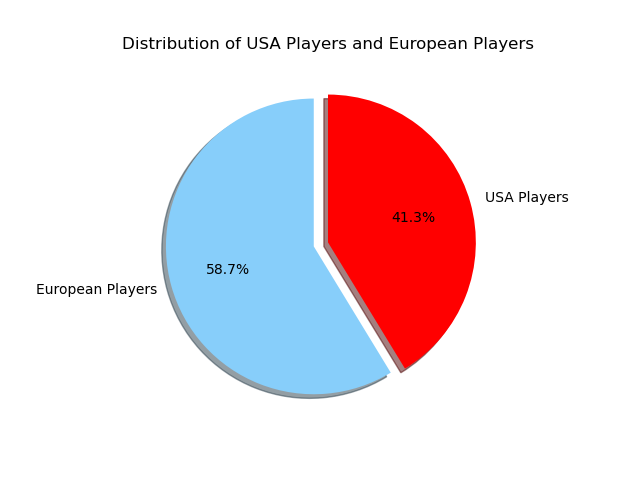 Distribution of USA Players and European Players
USA Players
41.3%
58.7%
European Players